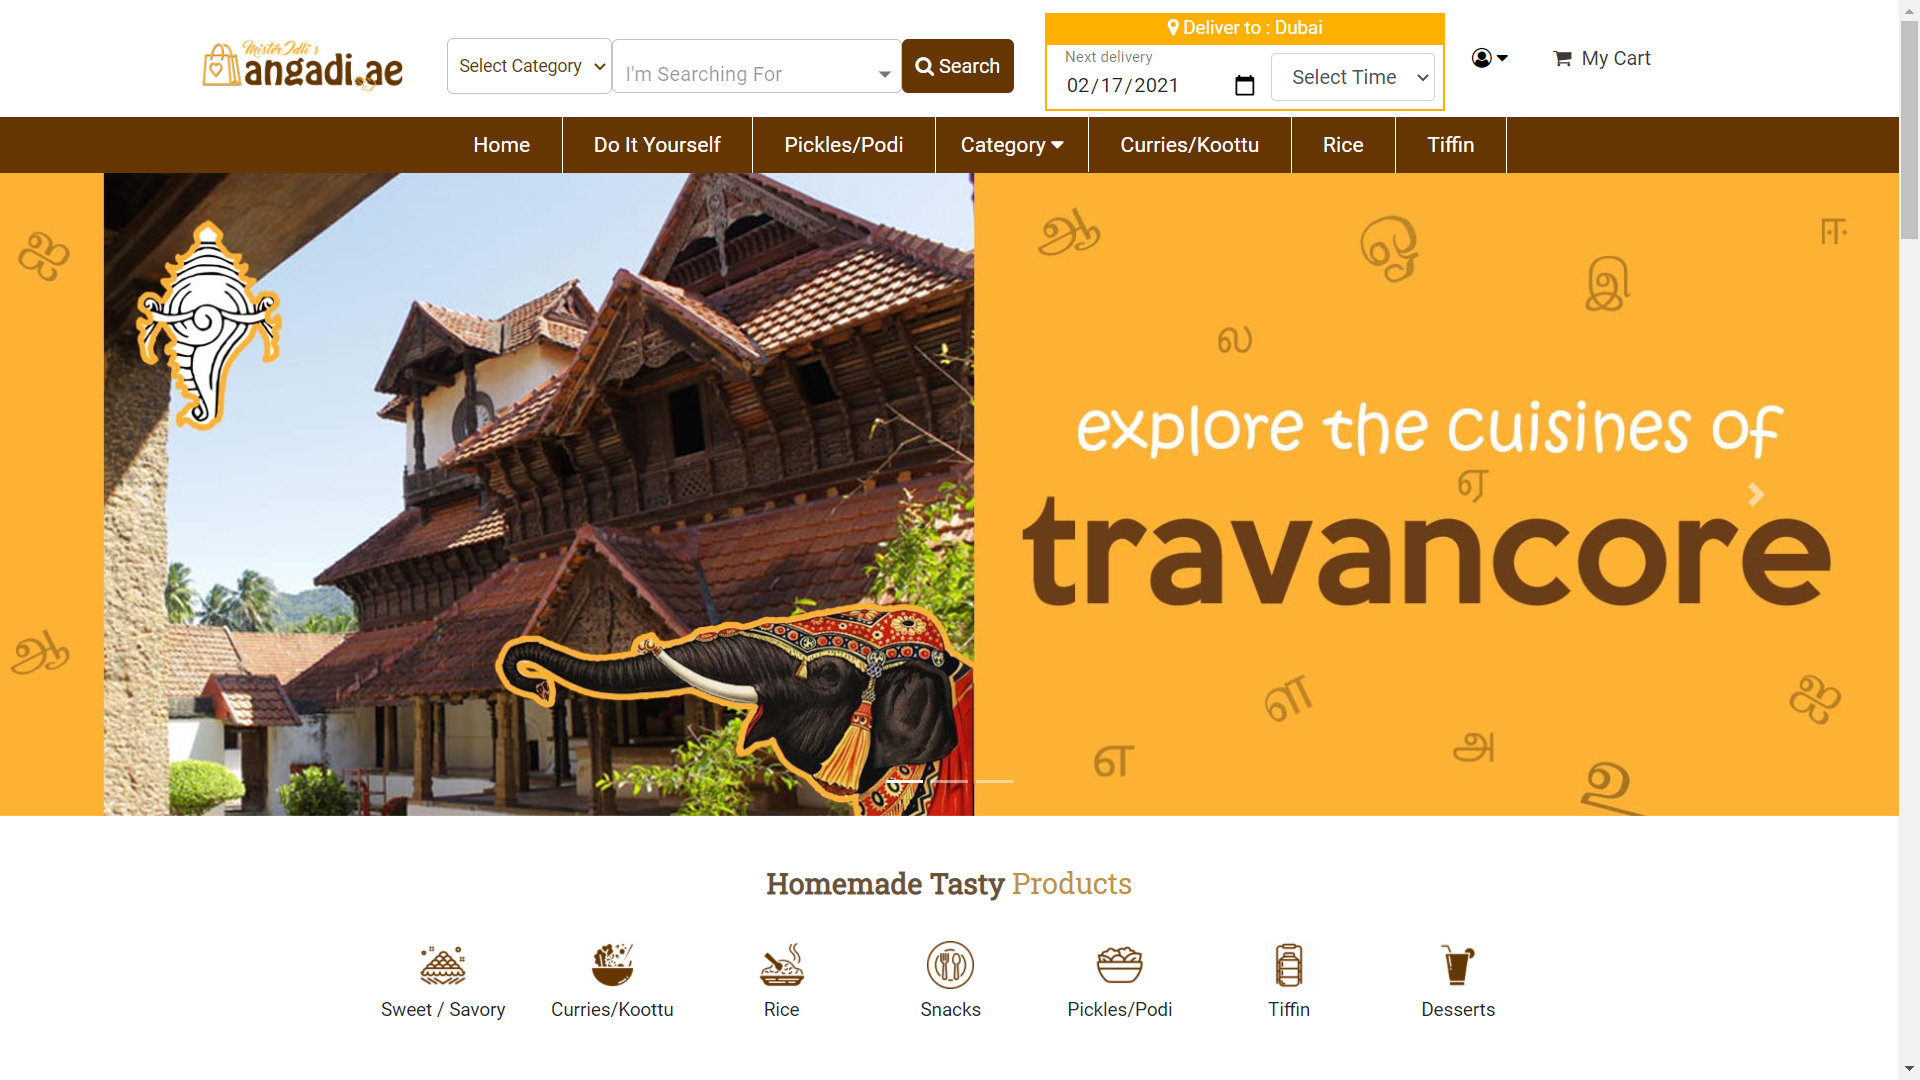 Mister Idli's
angadi.ae
Select Category
I'm Searching For
Search
Deliver to : Dubai
Next delivery
02/17/2021
Select Time
My Cart
Home
Do It Yourself
Pickles/Podi
Category
Curries/Koottu
Rice
Tiffin
ஐ
ஆ
ஆ
ஒ
இ
ஈ
ல
explore the cuisines of
ஏ
travancore
ள
ஐ
எ
அ
உ
Homemade Tasty Products
Sweet / Savory
Curries/Koottu
Rice
Snacks
Pickles/Podi
Tiffin
Desserts